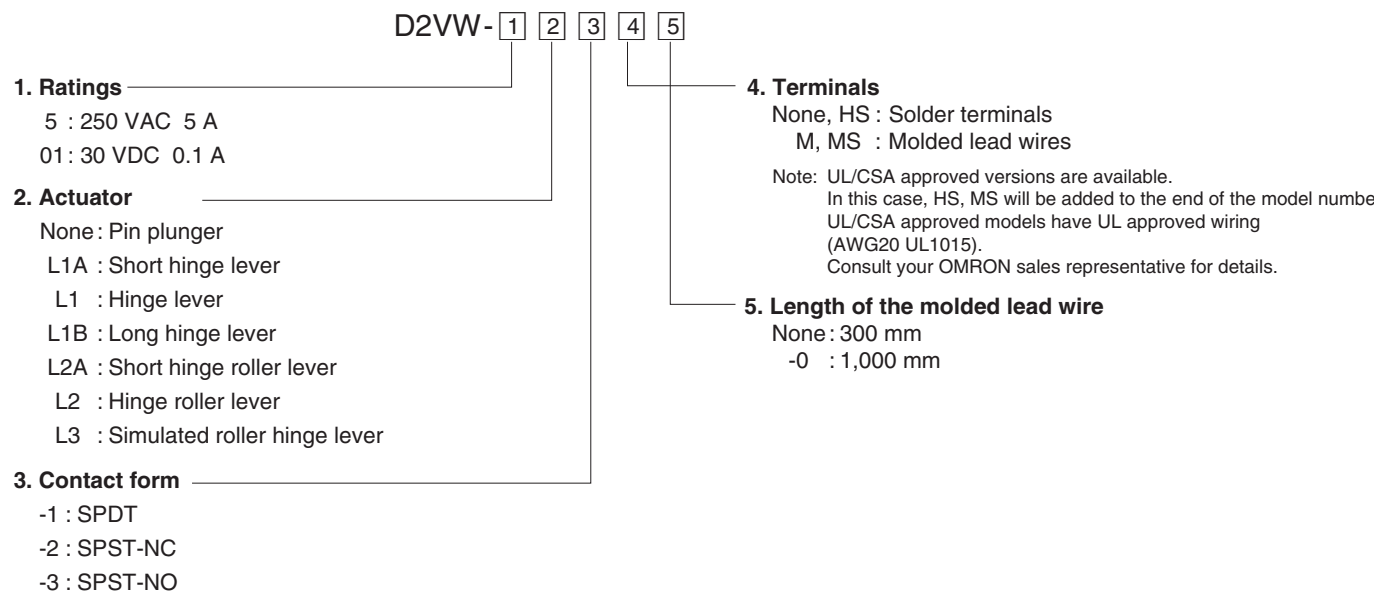 D2VW- 1 2 3 4 5
1. Ratings
5 : 250 VAC 5 A
01 : 30 VDC 0.1 A
2. Actuator
None : Pin plunger
L1A : Short hinge lever
L1 : Hinge lever
L1B : Long hinge lever
L2A : Short hinge roller lever
L2 : Hinge roller lever
L3 : Simulated roller hinge lever
3. Contact form
-1 : SPDT
-2 : SPST-NC
-3 : SPST-NO
4. Terminals
None, HS : Solder terminals
M, MS : Molded lead wires
Note: UL/CSA approved versions are available.
In this case, HS, MS will be added to the end of the model numbe
UL/CSA approved models have UL approved wiring
(AWG20 UL1015).
Consult your OMRON sales representative for details.
5. Length of the molded lead wire
None : 300 mm
-0 : 1,000 mm